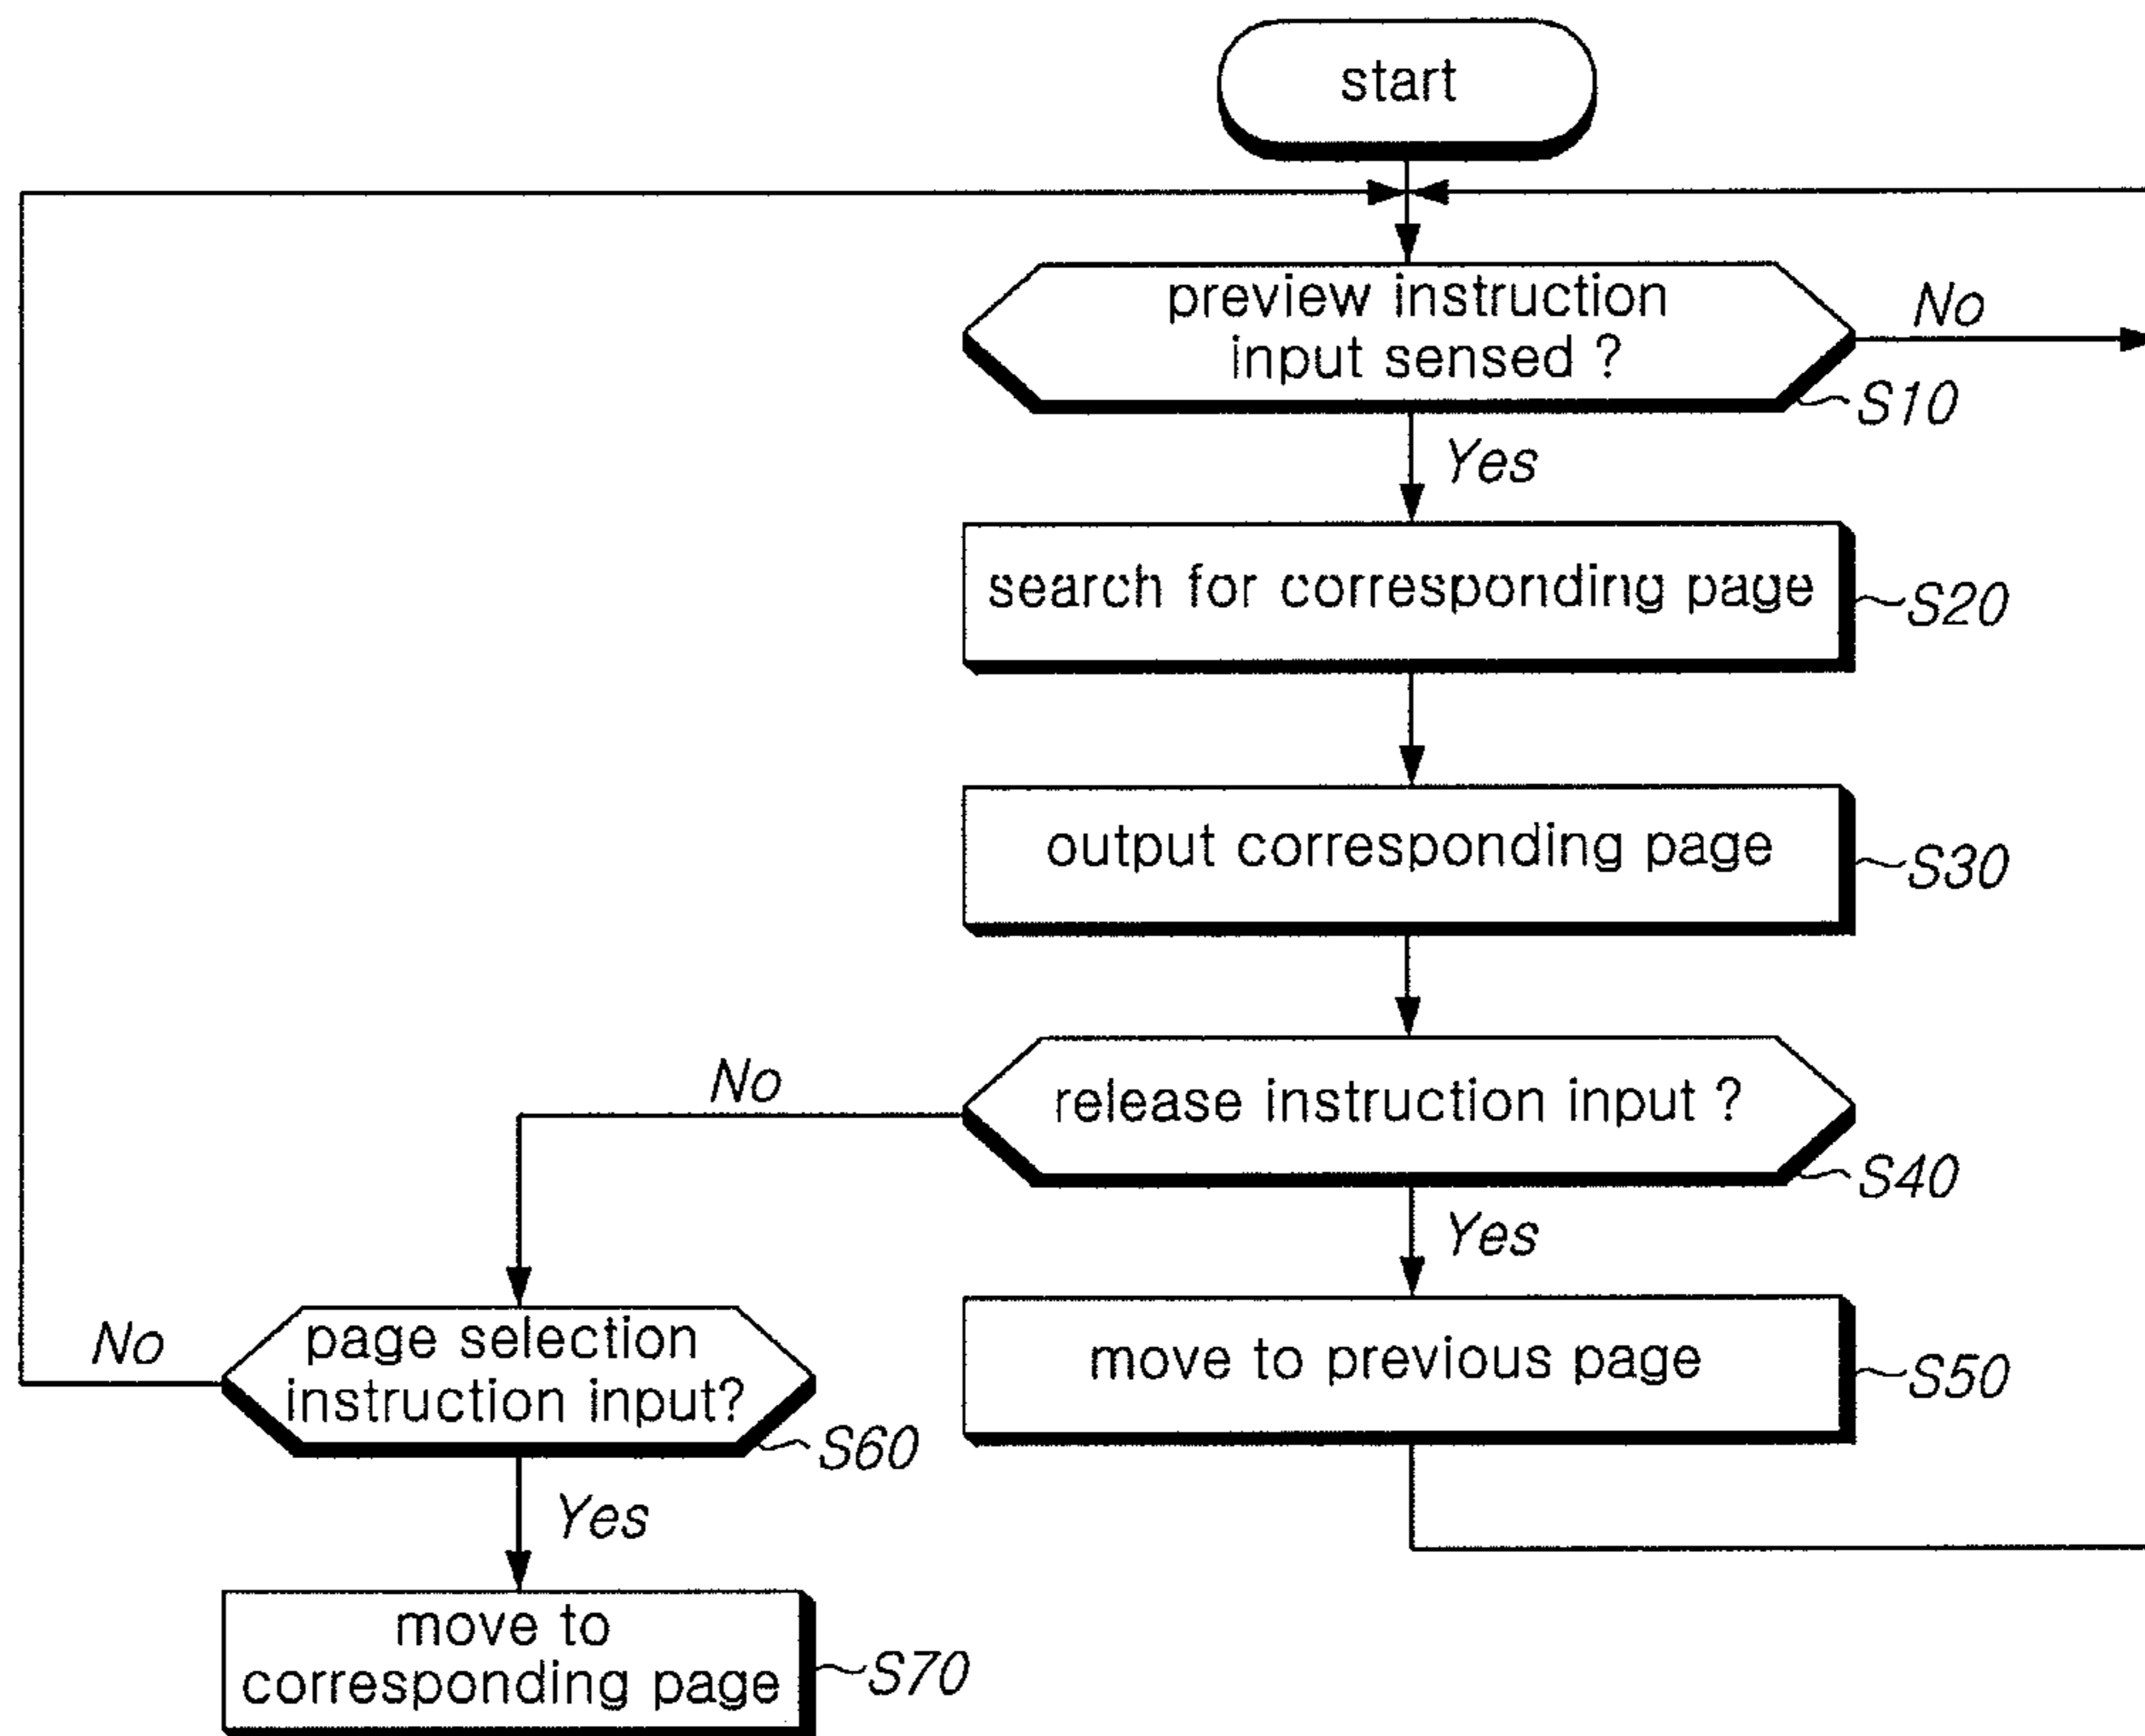 start
preview instruction
input sensed ?
No
S10
Yes
search for corresponding page
S20
output corresponding page
S30
No
release instruction input ?
S40
Yes
No
page selection
instruction input?
S60
move to previous page
S50
Yes
move to
corresponding page
S70